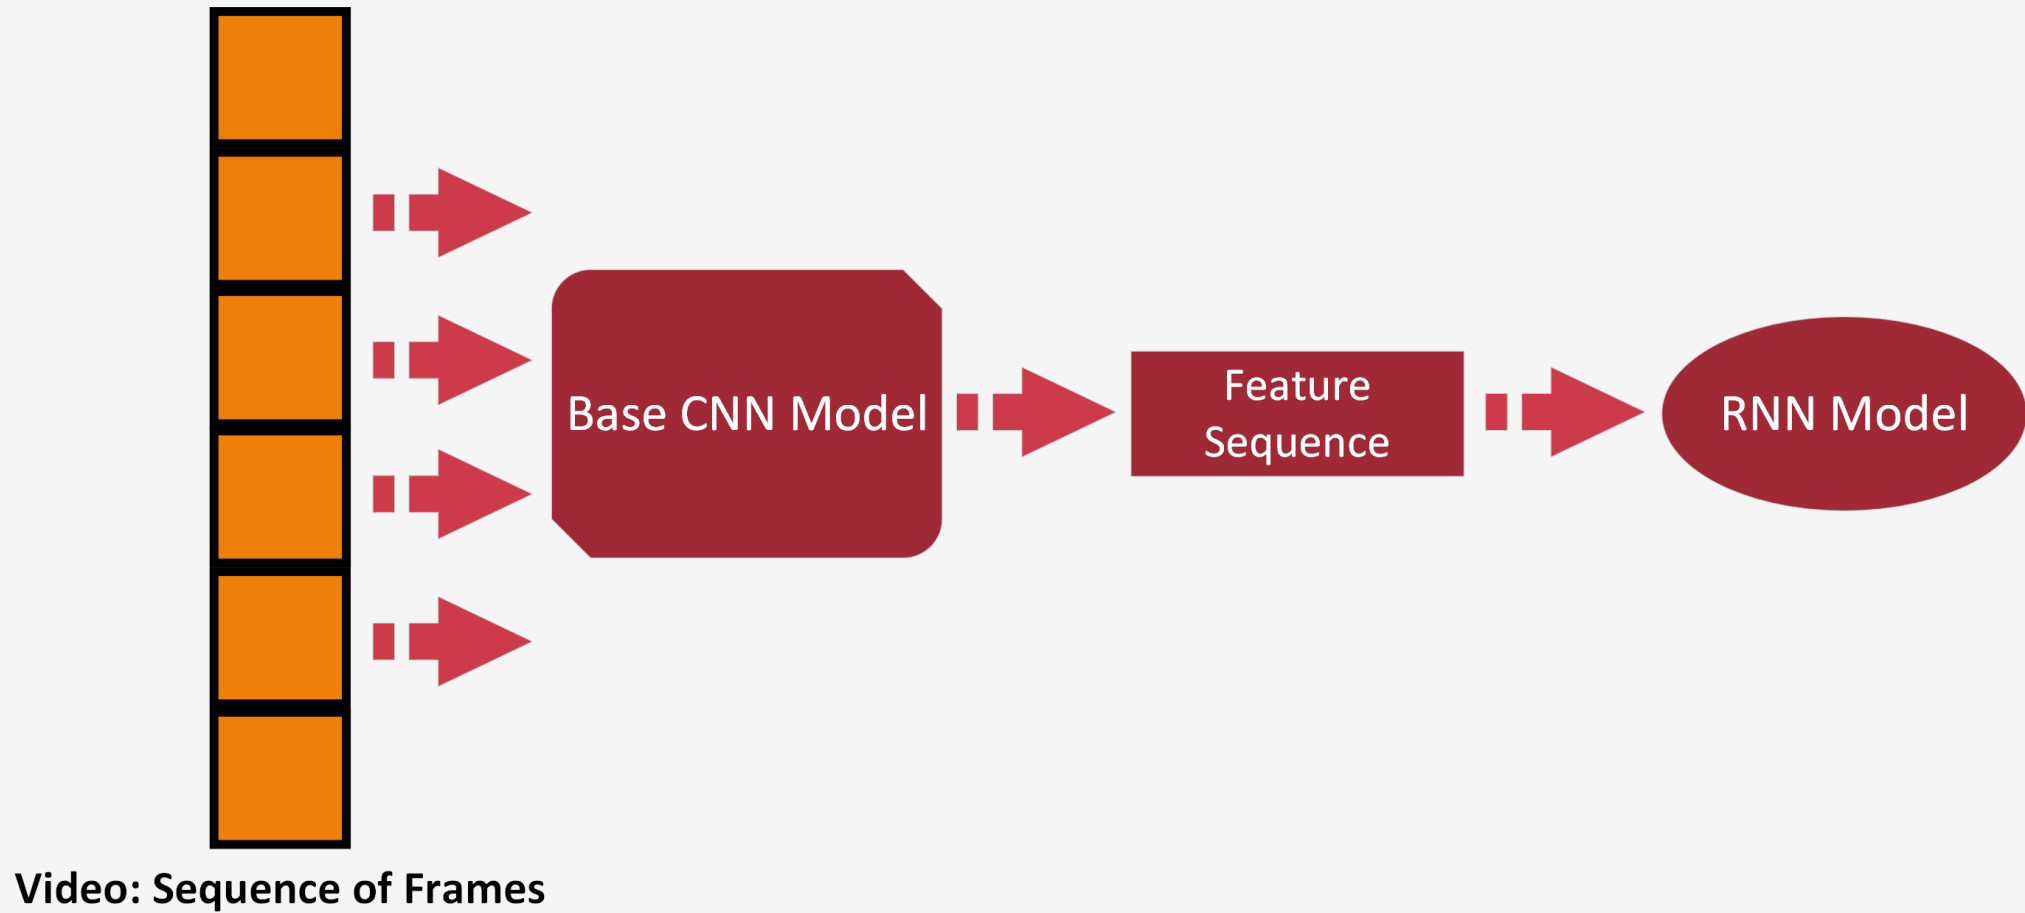 Base CNN Model
Feature
Sequence
RNN Model
Video: Sequence of Frames